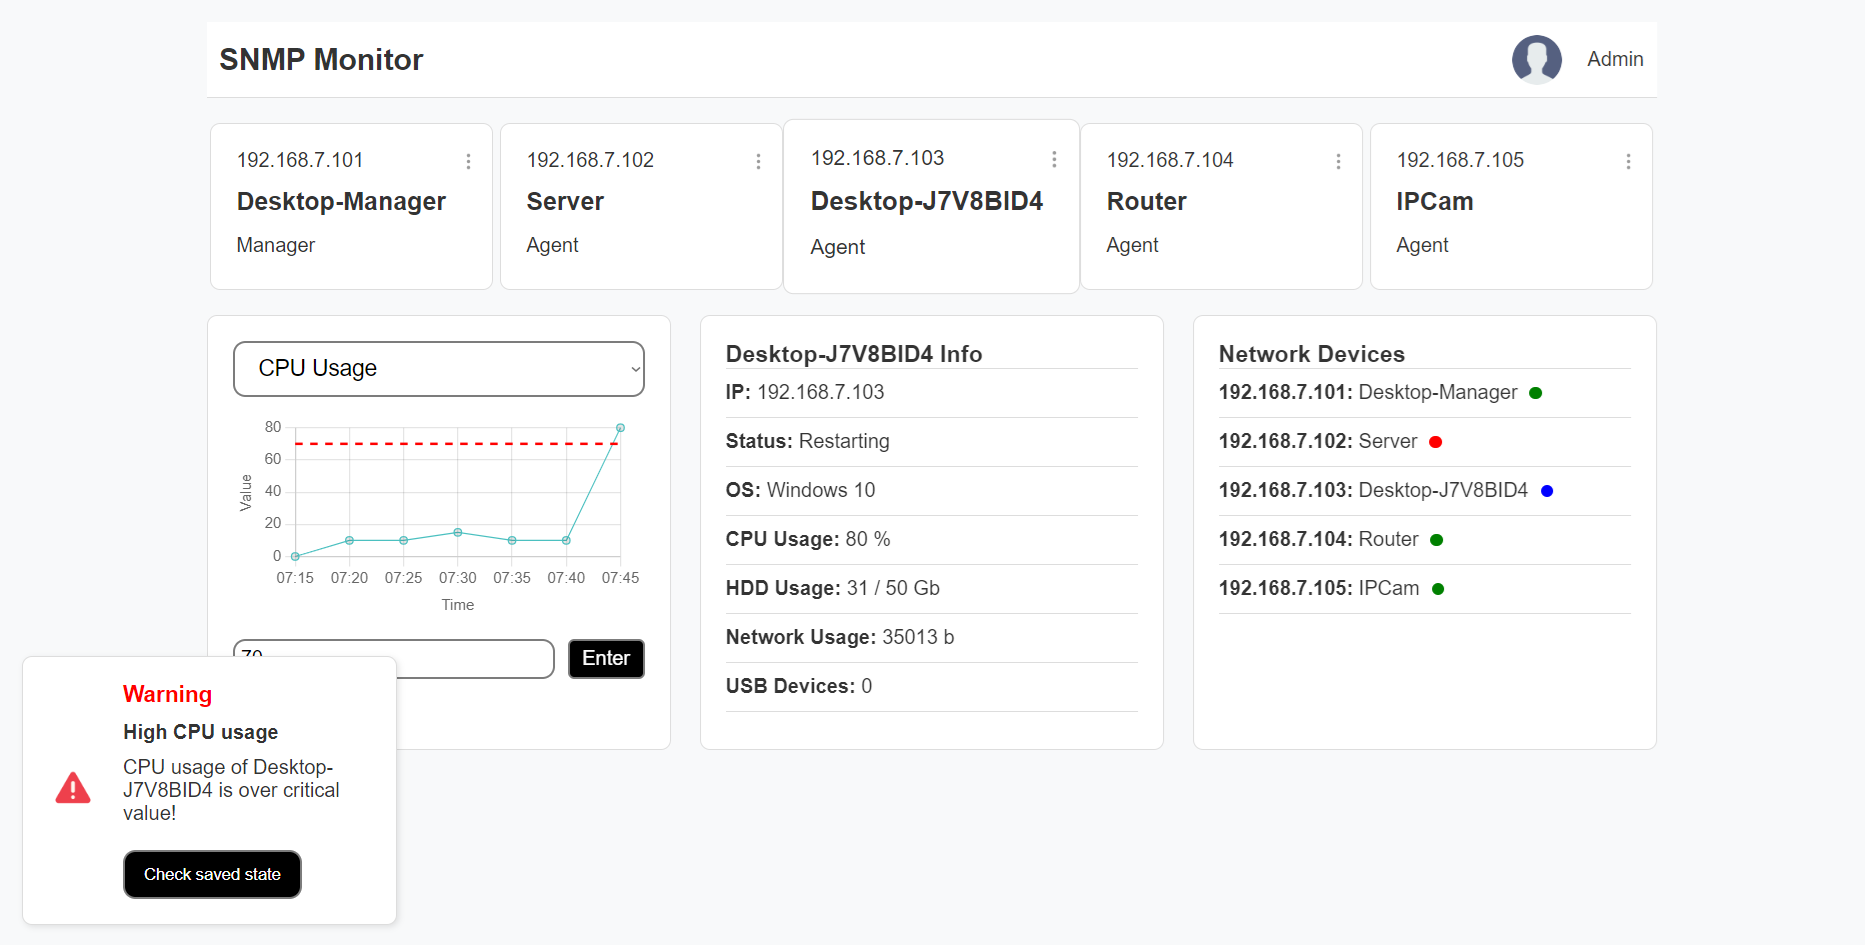 SNMP Monitor
Admin
192.168.7.101
Desktop-Manager
Manager
192.168.7.102
Server
Agent
192.168.7.103
Desktop-J7V8BID4
Agent
192.168.7.104
Router
Agent
192.168.7.105
IPCam
Agent
CPU Usage
80
60
40
20
0
Value
07:15 07:20 07:25 07:30 07:35 07:40 07:45
Time
70
Enter
Desktop-J7V8BID4 Info
IP: 192.168.7.103
Status: Restarting
OS: Windows 10
CPU Usage: 80 %
HDD Usage: 31 / 50 Gb
Network Usage: 35013 b
USB Devices: 0
Network Devices
192.168.7.101: Desktop-Manager
192.168.7.102: Server
192.168.7.103: Desktop-J7V8BID4
192.168.7.104: Router
192.168.7.105: IPCam
Warning
High CPU usage
CPU usage of Desktop-
J7V8BID4 is over critical
value!
Check saved state